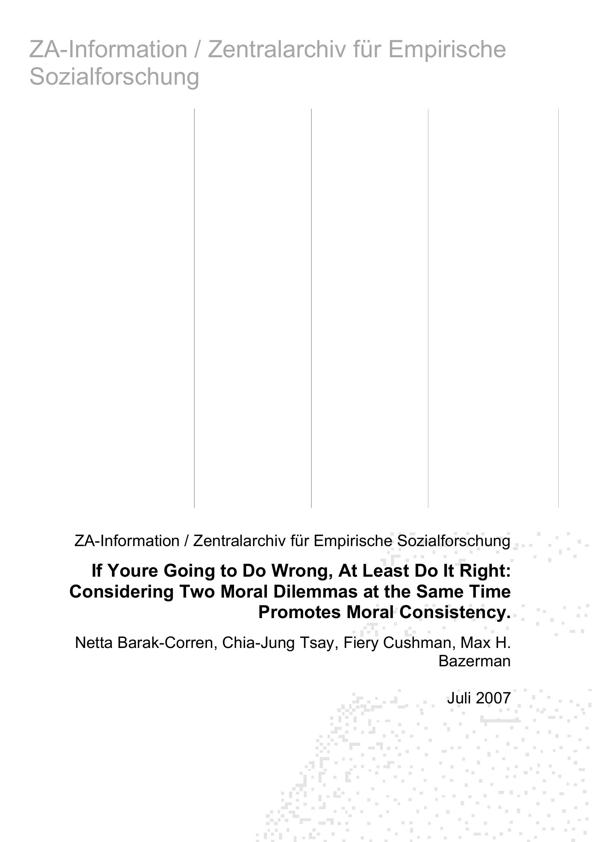 ZA-Information / Zentralarchiv für Empirische
Sozialforschung
ZA-Information / Zentralarchiv für Empirische Sozialforschung
If Youre Going to Do Wrong, At Least Do It Right:
Considering Two Moral Dilemmas at the Same Time
Promotes Moral Consistency.
Netta Barak-Corren, Chia-Jung Tsay, Fiery Cushman, Max H.
Bazerman
Juli 2007